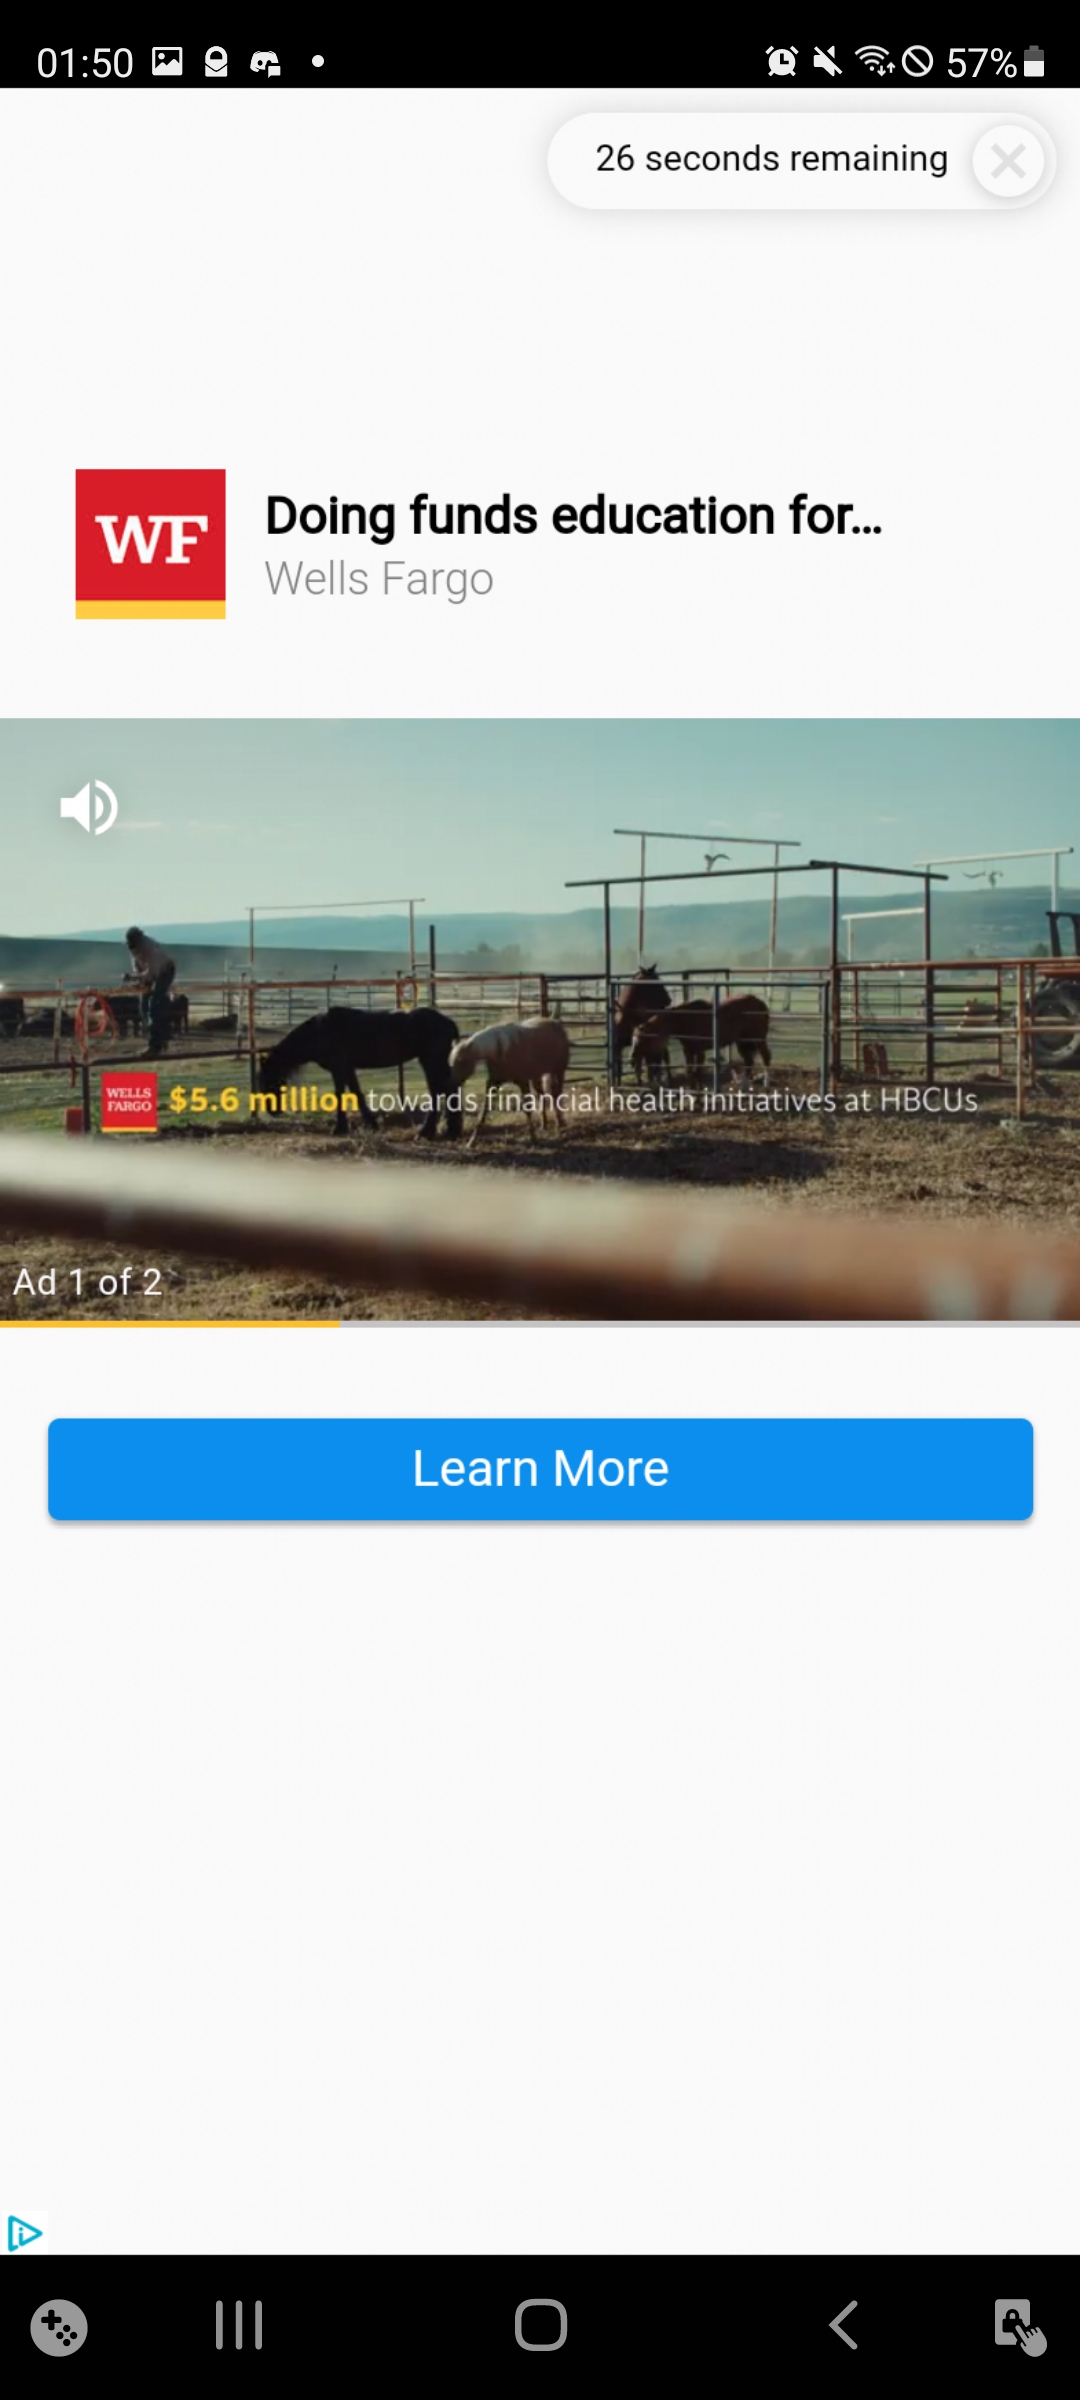 01:50
57%
26 seconds remaining
WF
Doing funds education for...
Wells Fargo
WELLS
FARGO
$5.6 million towards financial health initiatives at HBCUs
Ad 1 of 2
Learn More